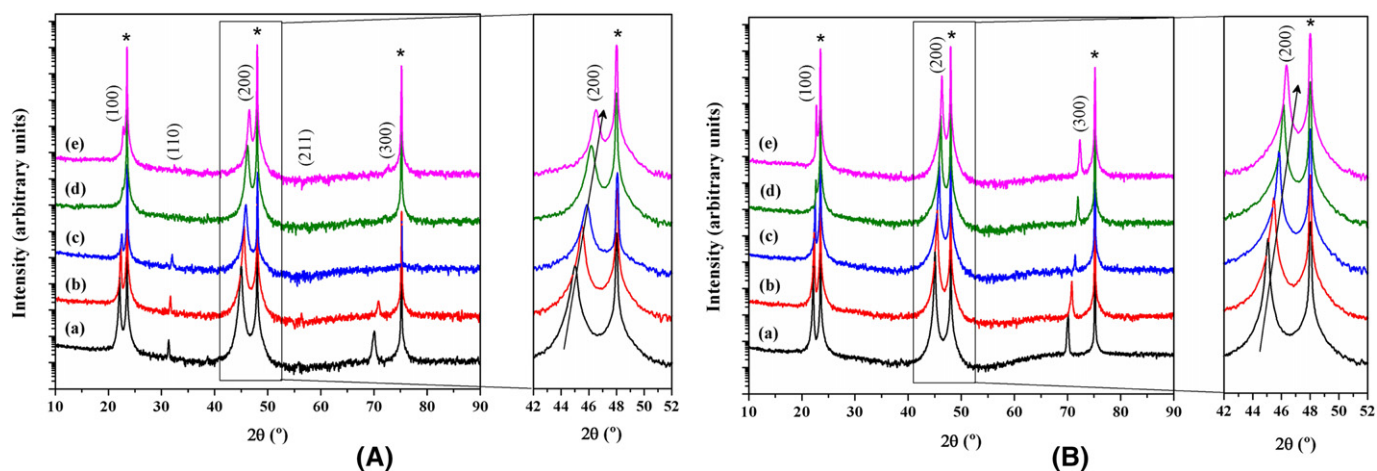 Intensity (arbitrary units)
(e)
(d)
(c)
(b)
(a)
(100)
*
(110)
(200)
*
(211)
(300)
*
10 20 30 40 50 60 70 80 90
2θ (º)
(200)
*
42 44 46 48 50 52
2θ (º)
(A)
Intensity (arbitrary units)
(e)
(d)
(c)
(b)
(a)
(100)
*
(200)
*
(300)
*
10 20 30 40 50 60 70 80 90
2θ (º)
(200)
*
42 44 46 48 50 52
2θ (º)
(B)